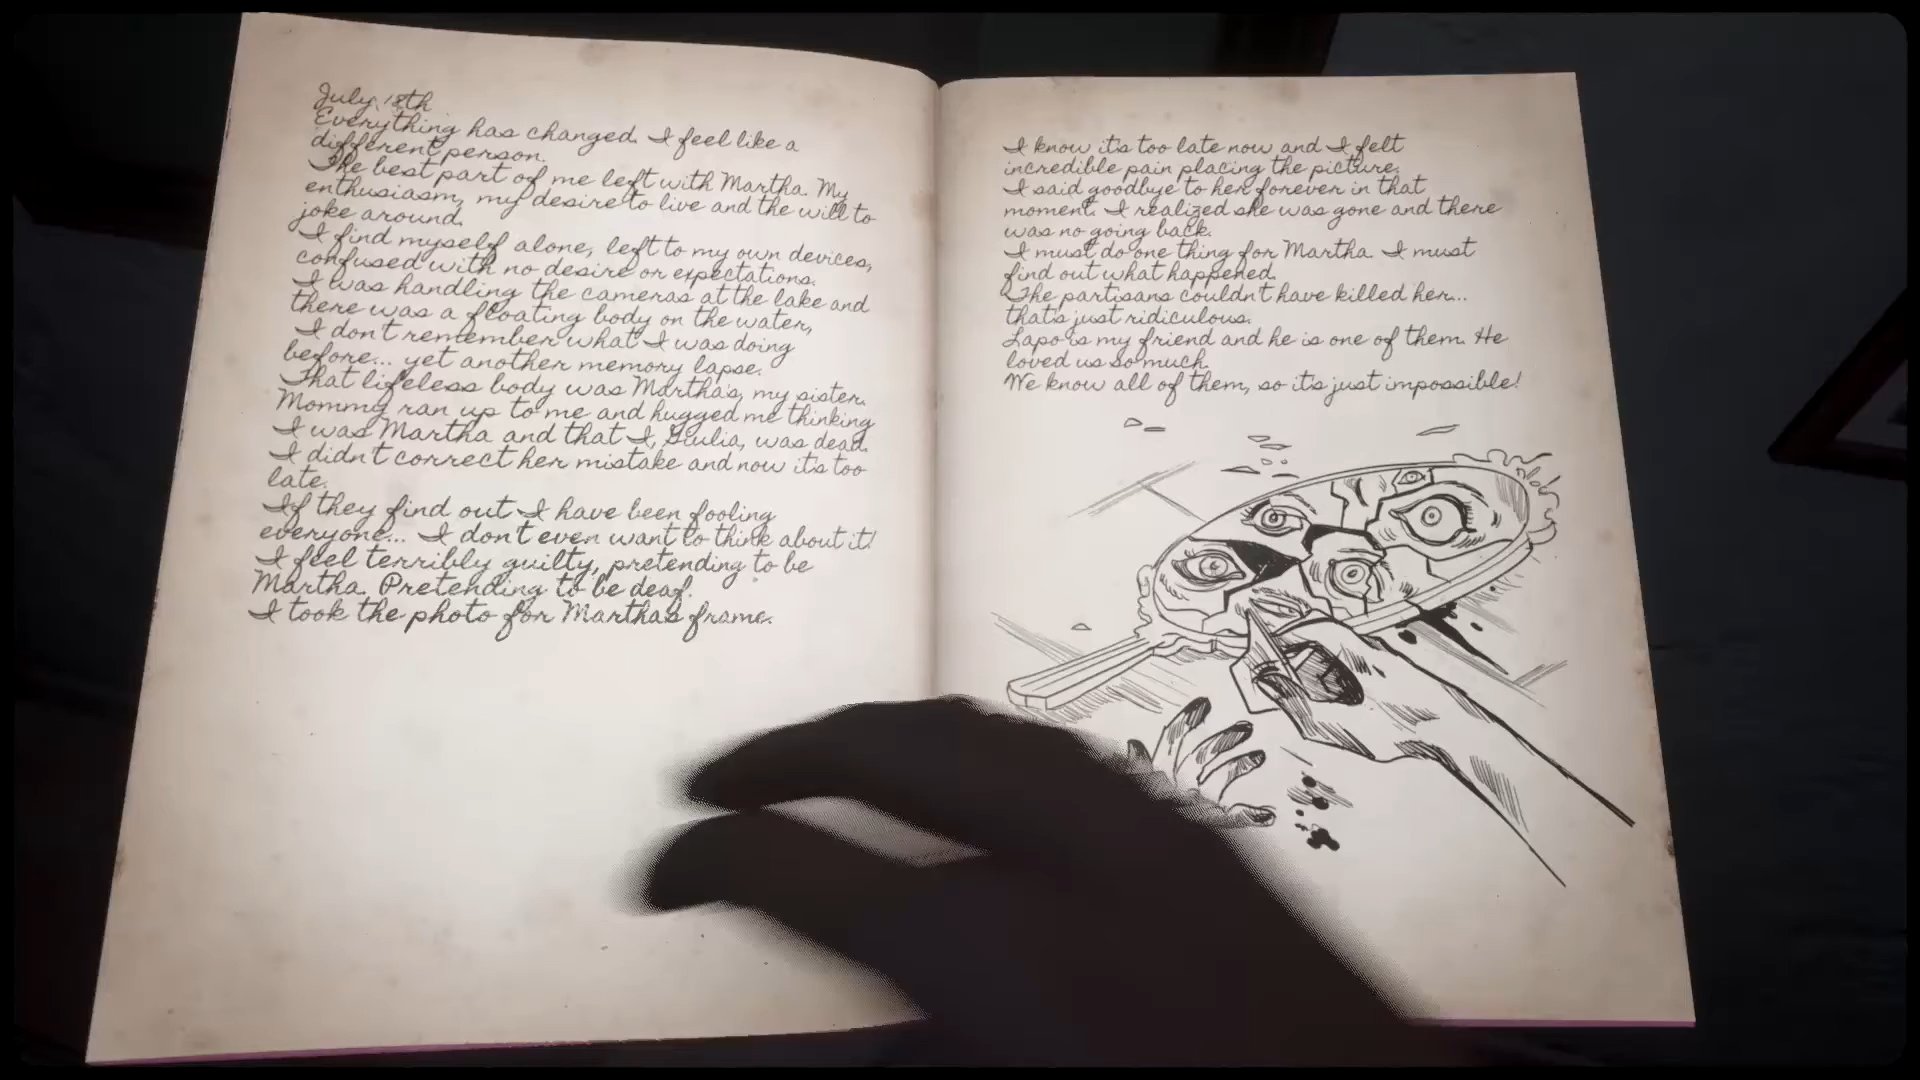 July 18th
Everything has changed. I feel like a
different person.
The best part of me left with Martha. My
enthusiasm, my desire to live and the will to
joke around.
I find myself alone, left to my own devices,
confused with no desire or expectations.
I was handling the cameras at the lake and
there was a floating body on the water,
I don't remember what I was doing
before... yet another memory lapse.
That lifeless body was Martha's, my sister.
Mommy ran up to me and hugged me thinking
I was Martha and that I, Giulia, was dead.
I didn't correct her mistake and now it's too
late.
If they find out I have been fooling
everyone... I don't even want to think about it!
I feel terribly guilty, pretending to be
Martha. Pretending to be deaf.
I took the photo for Martha's frame.
I know it's too late now and I felt
incredible pain placing the picture.
I said goodbye to her forever in that
moment. I realized she was gone and there
was no going back.
I must do one thing for Martha. I must
find out what happened.
The partisans couldn't have killed her...
that's just ridiculous.
Lapo is my friend and he is one of them. He
loved us so much.
We know all of them, so it's just impossible!